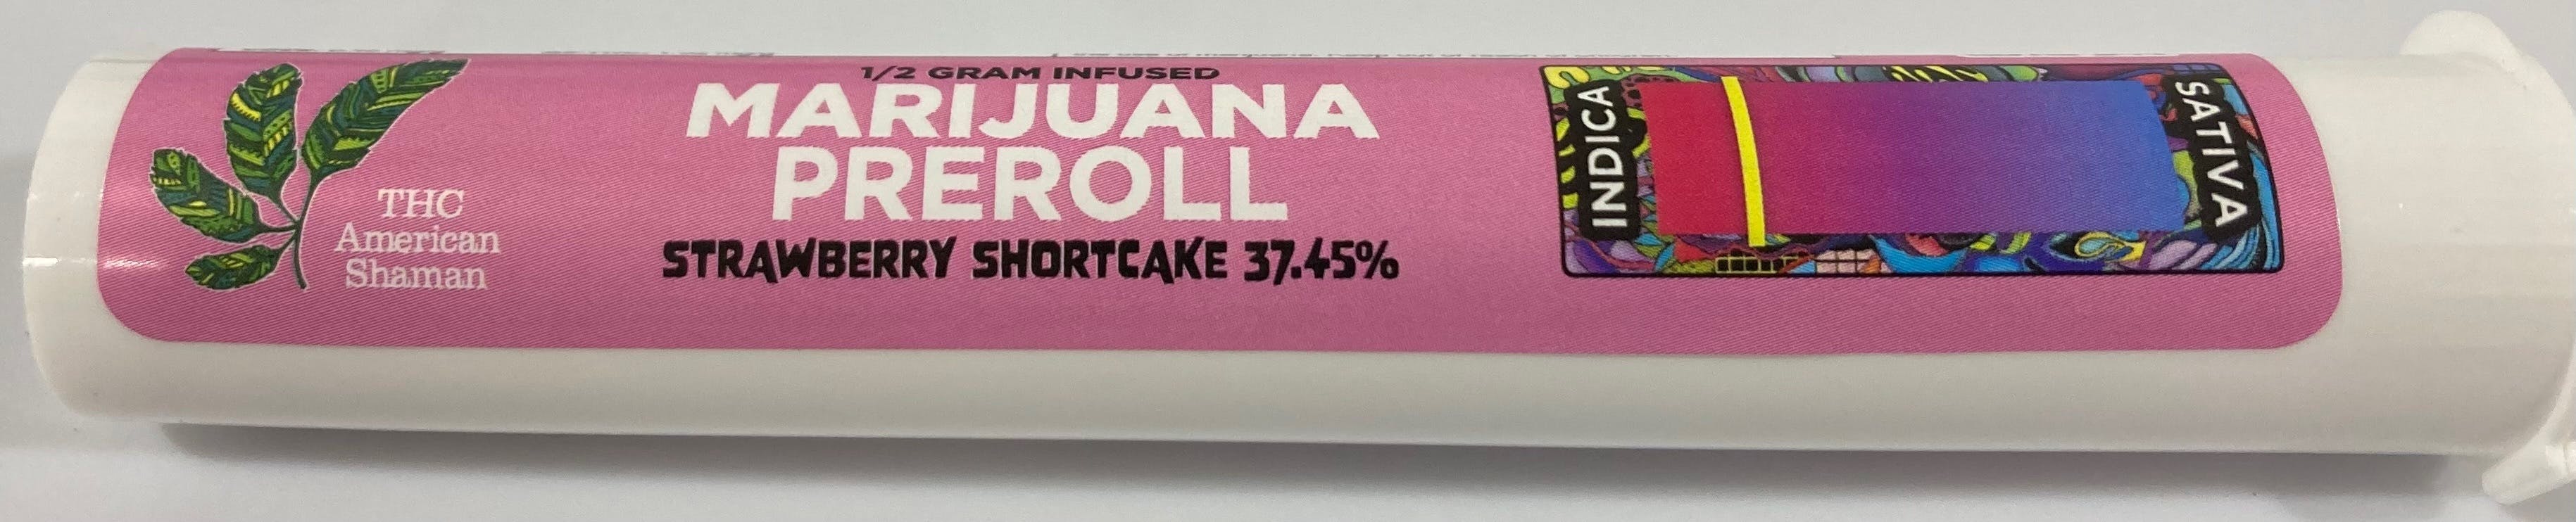 THC
American
Shaman
1/2 GRAM INFUSED
MARIJUANA
PREROLL
STRAWBERRY SHORTCAKE 37.45%
INDICA
SATIVA